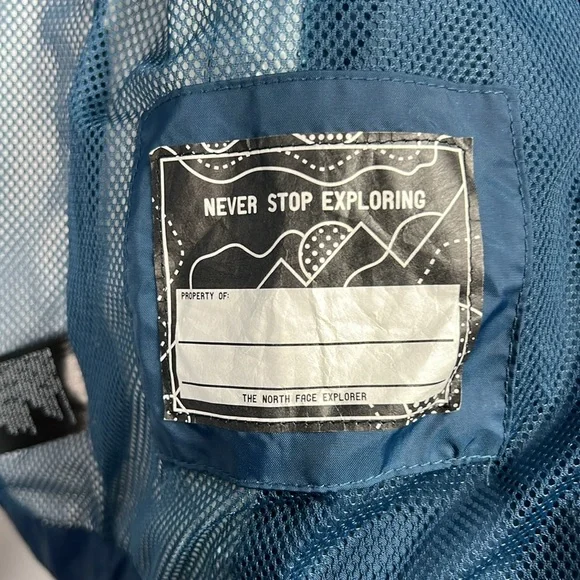 NEVER STOP EXPLORING
PROPERTY OF:
THE NORTH FACE EXPLORER